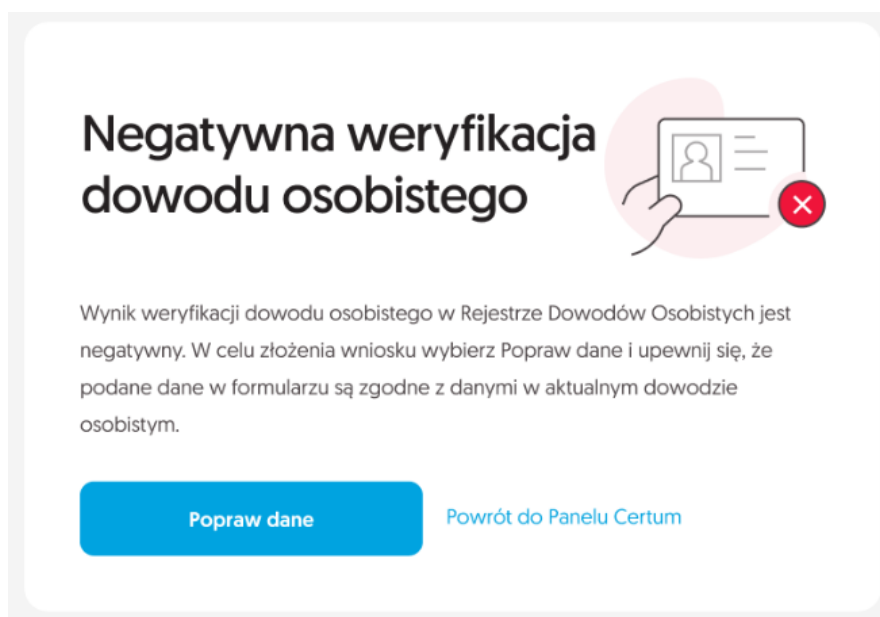 Negatywna weryfikacja
dowodu osobistego
Wynik weryfikacji dowodu osobistego w Rejestrze Dowodów Osobistych jest
negatywny. W celu złożenia wniosku wybierz Popraw dane i upewnij się, że
podane dane w formularzu są zgodne z danymi w aktualnym dowodzie
osobistym.
Popraw dane
Powrót do Panelu Certum